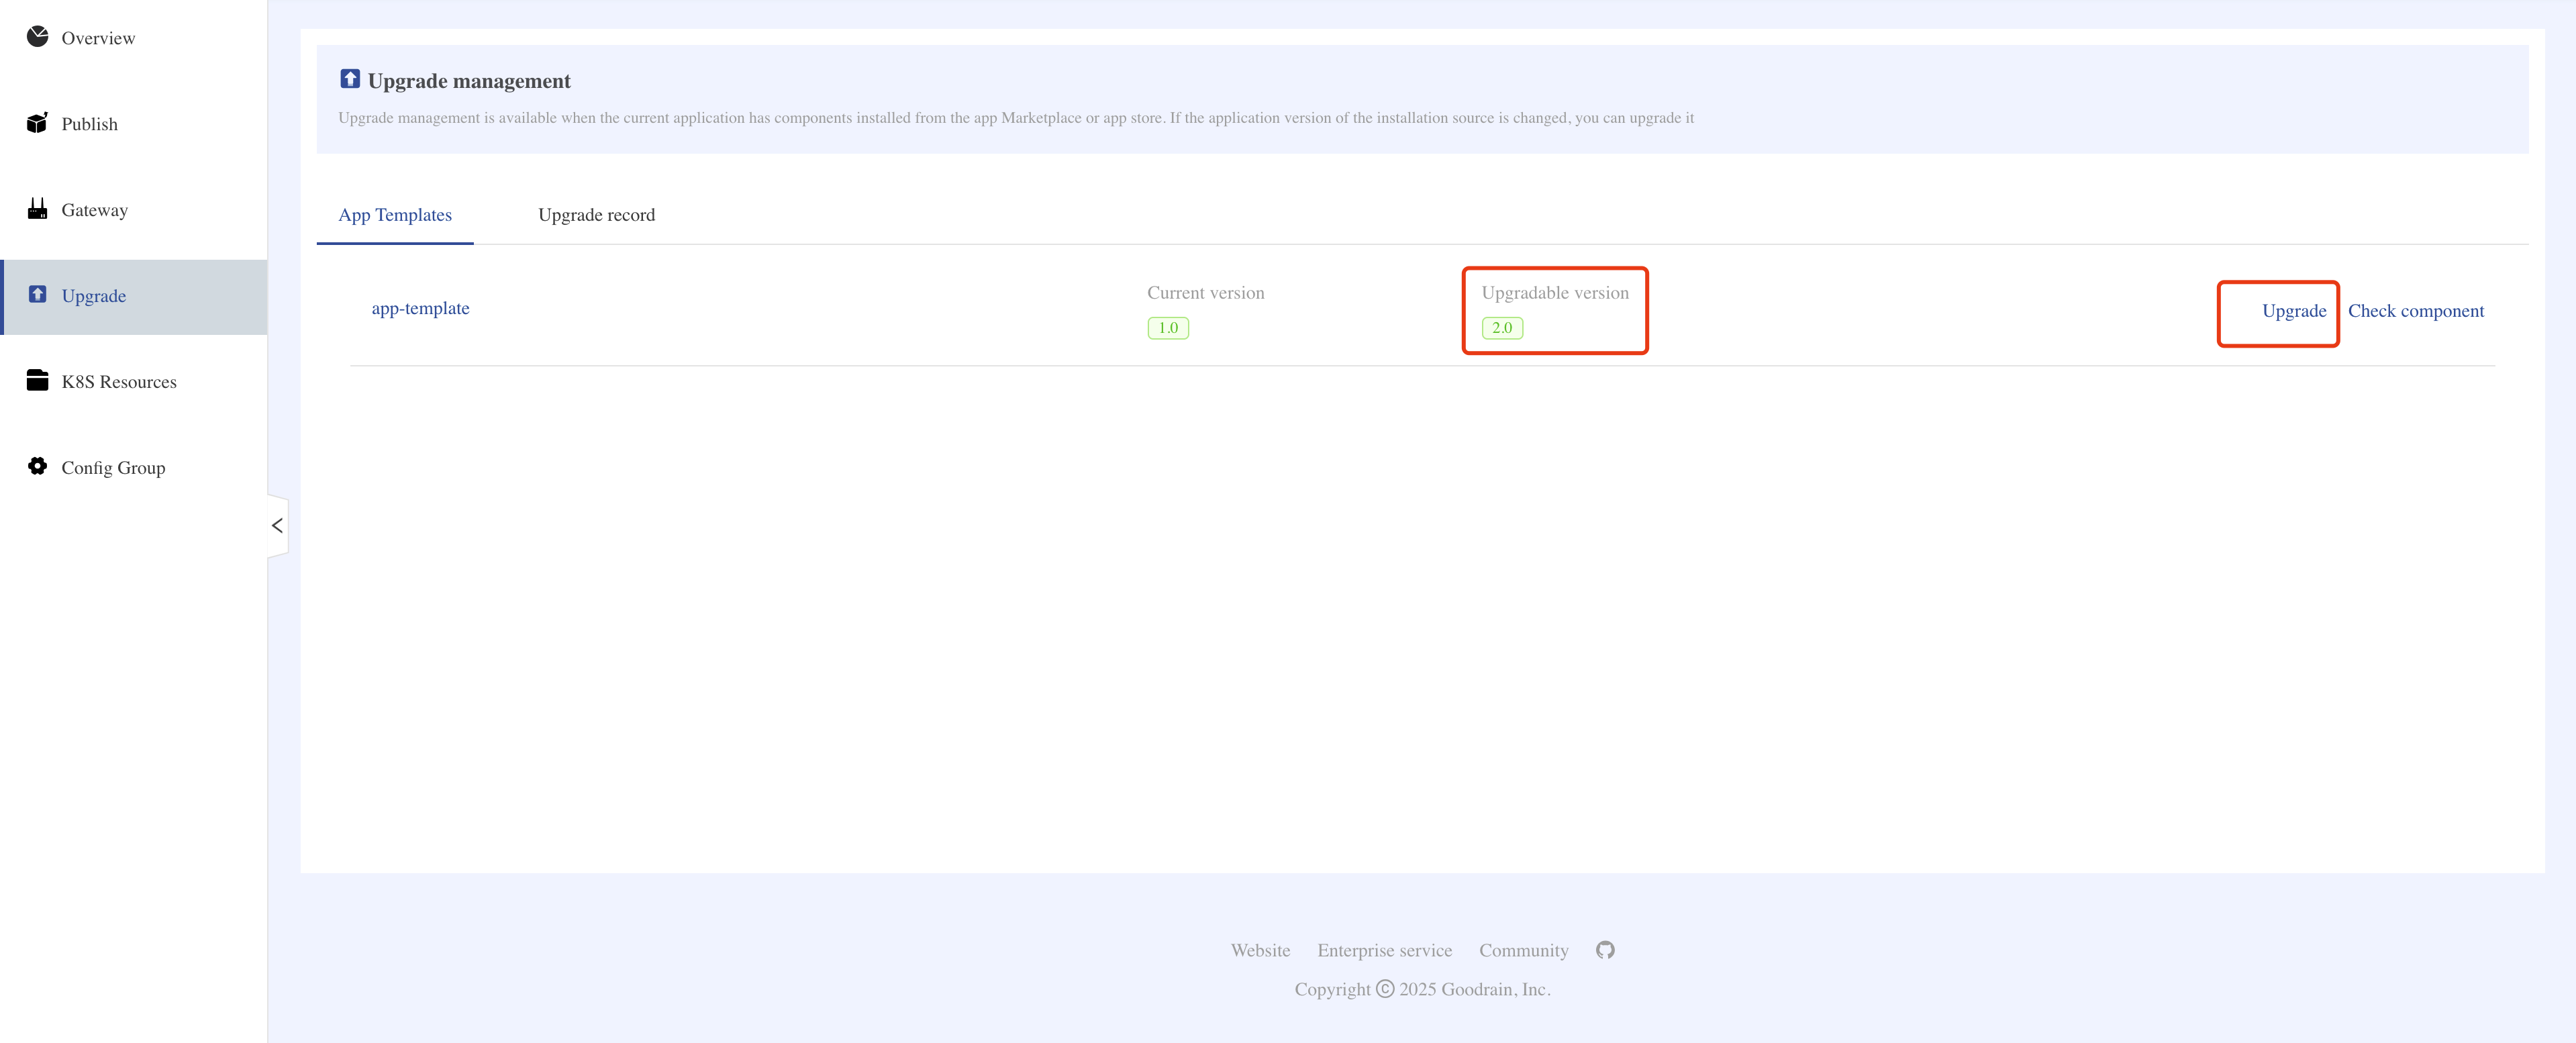 Overview
Publish
Gateway
Upgrade
K8S Resources
Config Group
Upgrade management
Upgrade management is available when the current application has components installed from the app Marketplace or app store. If the application version of the installation source is changed, you can upgrade it
App Templates Upgrade record
app-template
Current version
1.0
Upgradable version
2.0
Upgrade Check component
Website Enterprise service Community
Copyright © 2025 Goodrain, Inc.